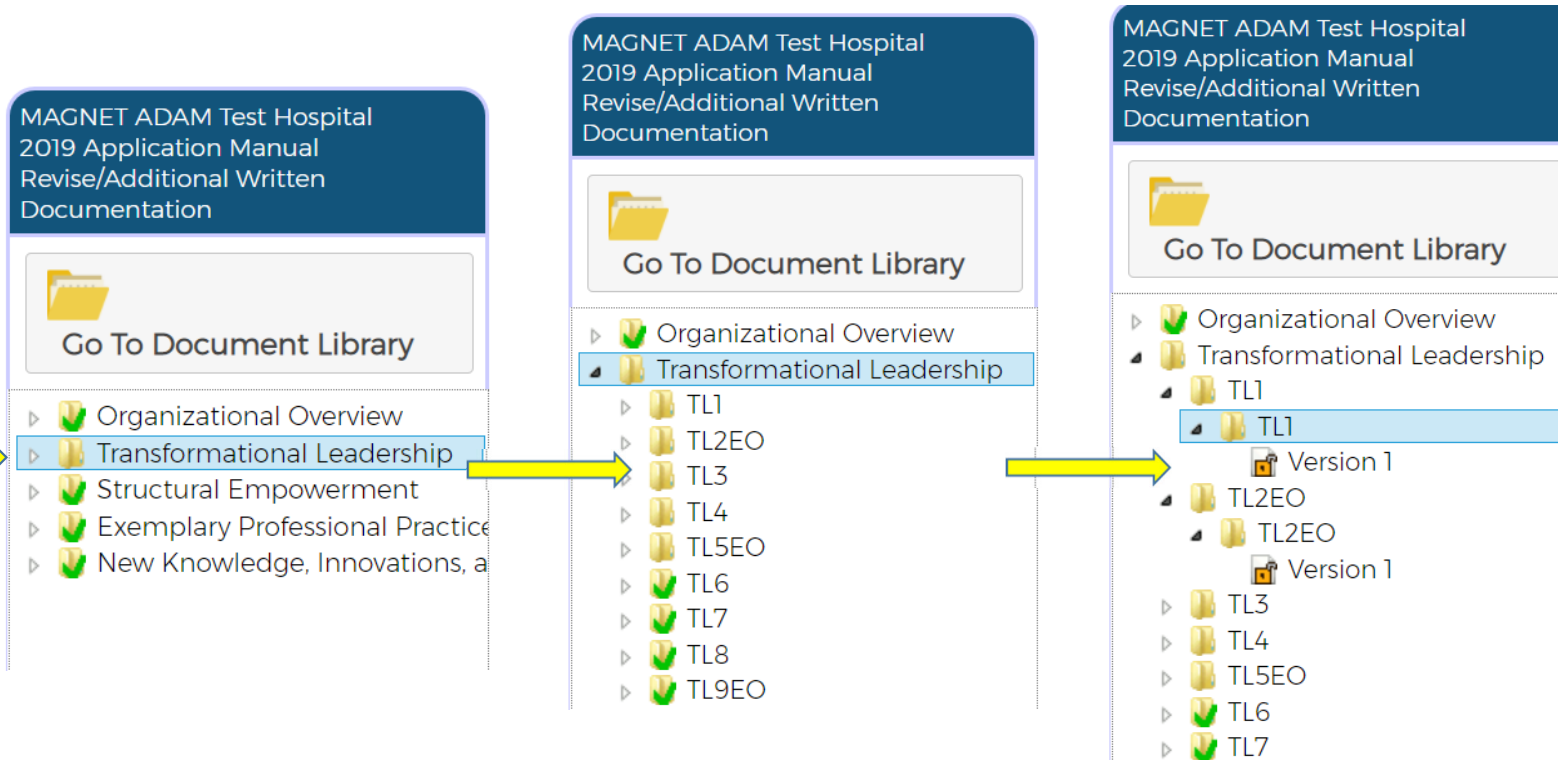 MAGNET ADAM Test Hospital
2019 Application Manual
Revise/Additional Written
Documentation
Go To Document Library
Organizational Overview
Transformational Leadership
Structural Empowerment
Exemplary Professional Practice
New Knowledge, Innovations, a
MAGNET ADAM Test Hospital
2019 Application Manual
Revise/Additional Written
Documentation
Go To Document Library
Organizational Overview
Transformational Leadership
TL1
TL2EO
TL3
TL4
TL5EO
TL6
TL7
TL8
TL9EO
MAGNET ADAM Test Hospital
2019 Application Manual
Revise/Additional Written
Documentation
Go To Document Library
Organizational Overview
Transformational Leadership
TL1
TL1
Version 1
TL2EO
TL2EO
Version 1
TL3
TL4
TL5EO
TL6
TL7